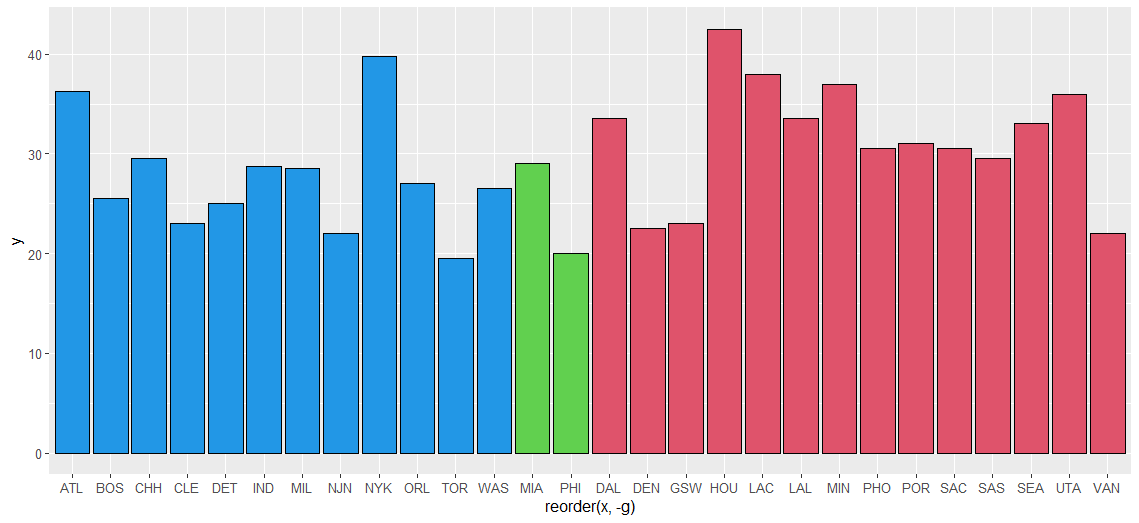 y
40
30
20
10
0
ATL BOS CHH CLE DET IND MIL NJN NYK ORL TOR WAS MIA PHI DAL DEN GSW HOU LAC LAL MIN PHO POR SAC SAS SEA UTA VAN
reorder(x, -g)